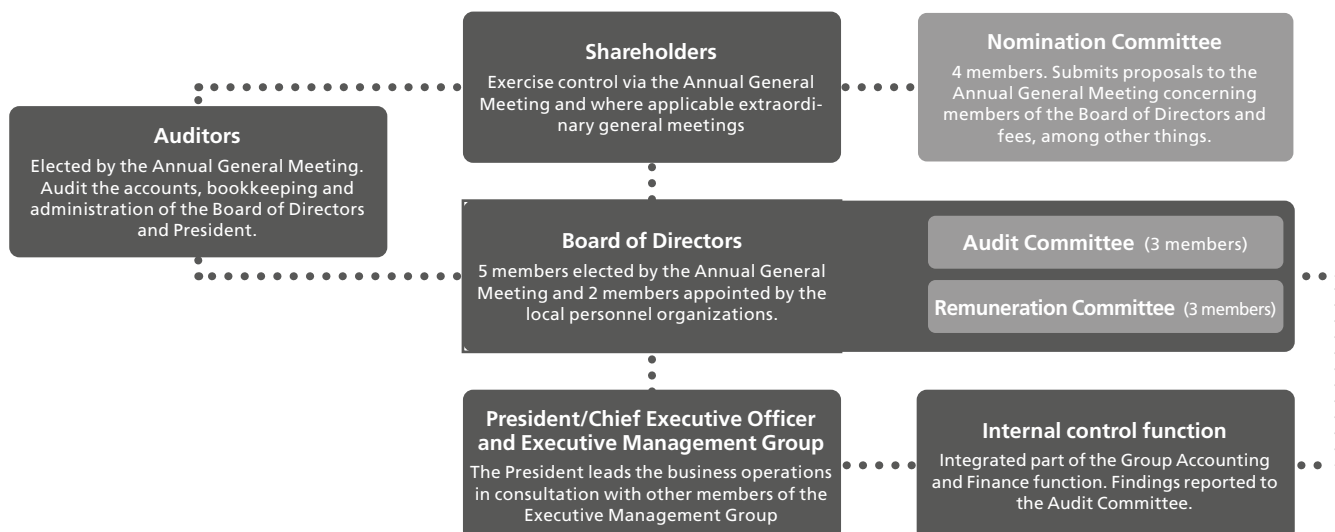 Shareholders
Exercise control via the Annual General
Meeting and where applicable extraordi-
nary general meetings
Nomination Committee
4 members. Submits proposals to the
Annual General Meeting concerning
members of the Board of Directors and
fees, among other things.
Auditors
Elected by the Annual General Meeting.
Audit the accounts, bookkeeping and
administration of the Board of Directors
and President.
Board of Directors
5 members elected by the Annual General
Meeting and 2 members appointed by the
local personnel organizations.
Audit Committee (3 members)
Remuneration Committee (3 members)
President/Chief Executive Officer
and Executive Management Group
The President leads the business operations
in consultation with other members of the
Executive Management Group
Internal control function
Integrated part of the Group Accounting
and Finance function. Findings reported to
the Audit Committee.